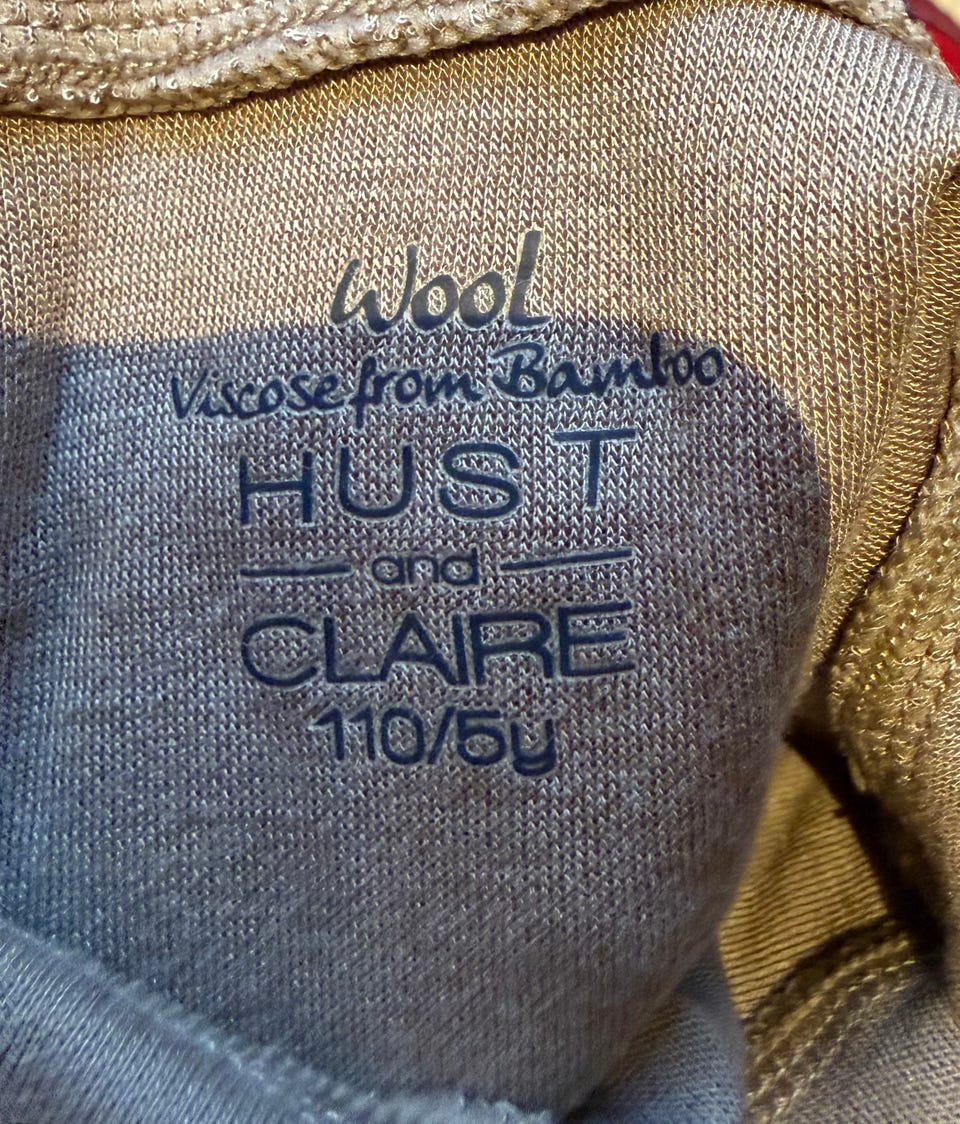 Wool
Viscose from Bamboo
HUST
and
CLAIRE
110/5y